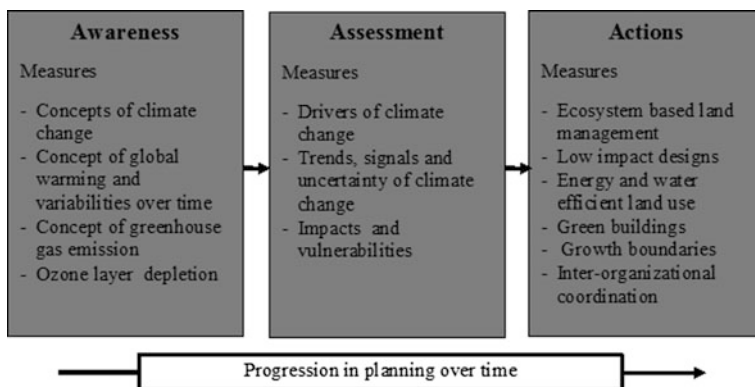 Awareness
Measures
- Concepts of climate
change
- Concept of global
warming and
variabilities over time
- Concept of greenhouse
gas emission
- Ozone layer depletion
Assessment
Measures
- Drivers of climate
change
- Trends, signals and
uncertainty of climate
change
- Impacts and
vulnerabilities
Actions
Measures
- Ecosystem based land
management
- Low impact designs
- Energy and water
efficient land use
- Green buildings
- Growth boundaries
- Inter-organizational
coordination
Progression in planning over time